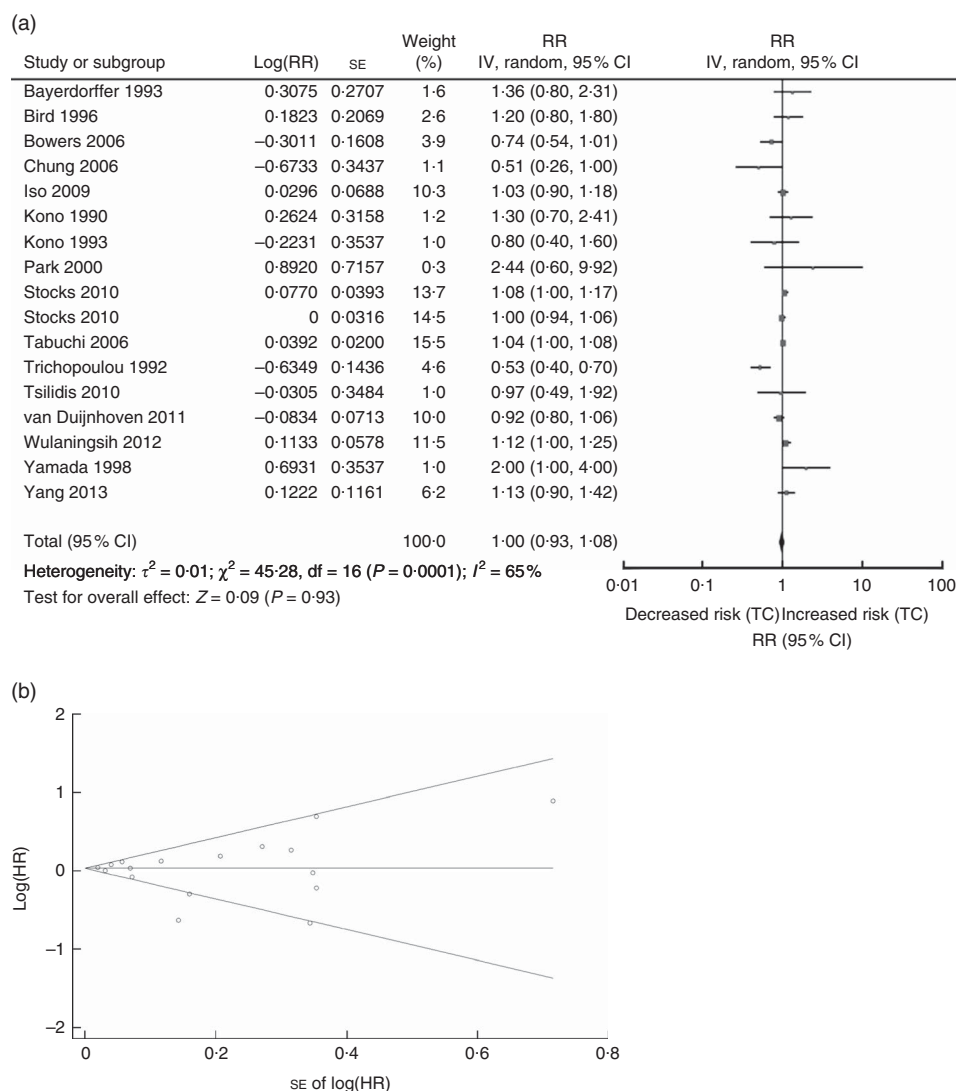 (a)
Weight RR RR
Study or subgroup Log(RR) SE (%) IV, random, 95% CI IV, random, 95% CI
Bayerdorffer 1993 0·3075 0·2707 1·6 1·36 (0·80, 2·31)
Bird 1996 0·1823 0·2069 2·6 1·20 (0·80, 1·80)
Bowers 2006 −0·3011 0·1608 3·9 0·74 (0·54, 1·01)
Chung 2006 −0·6733 0·3437 1·1 0·51 (0·26, 1·00)
Iso 2009 0·0296 0·0688 10·3 1·03 (0·90, 1·18)
Kono 1990 0·2624 0·3158 1·2 1·30 (0·70, 2·41)
Kono 1993 −0·2231 0·3537 1·0 0·80 (0·40, 1·60)
Park 2000 0·8920 0·7157 0·3 2·44 (0·60, 9·92)
Stocks 2010 0·0770 0·0393 13·7 1·08 (1·00, 1·17)
Stocks 2010 0 0·0316 14·5 1·00 (0·94, 1·06)
Tabuchi 2006 0·0392 0·0200 15·5 1·04 (1·00, 1·08)
Trichopoulou 1992 −0·6349 0·1436 4·6 0·53 (0·40, 0·70)
Tsilidis 2010 −0·0305 0·3484 1·0 0·97 (0·49, 1·92)
van Duijnhoven 2011 −0·0834 0·0713 10·0 0·92 (0·80, 1·06)
Wulaningsih 2012 0·1133 0·0578 11·5 1·12 (1·00, 1·25)
Yamada 1998 0·6931 0·3537 1·0 2·00 (1·00, 4·00)
Yang 2013 0·1222 0·1161 6·2 1·13 (0·90, 1·42)
Total (95% CI) 100·0 1·00 (0·93, 1·08)
Heterogeneity: τ² = 0·01; χ² = 45·28, df = 16 (P = 0·0001); I² = 65%
Test for overall effect: Z = 0·09 (P = 0·93)
0·01 0·1 1 10 100
Decreased risk (TC) Increased risk (TC)
RR (95% CI)
(b)
2
1
0
−1
−2
Log(HR)
0 0·2 0·4 0·6 0·8
SE of log(HR)